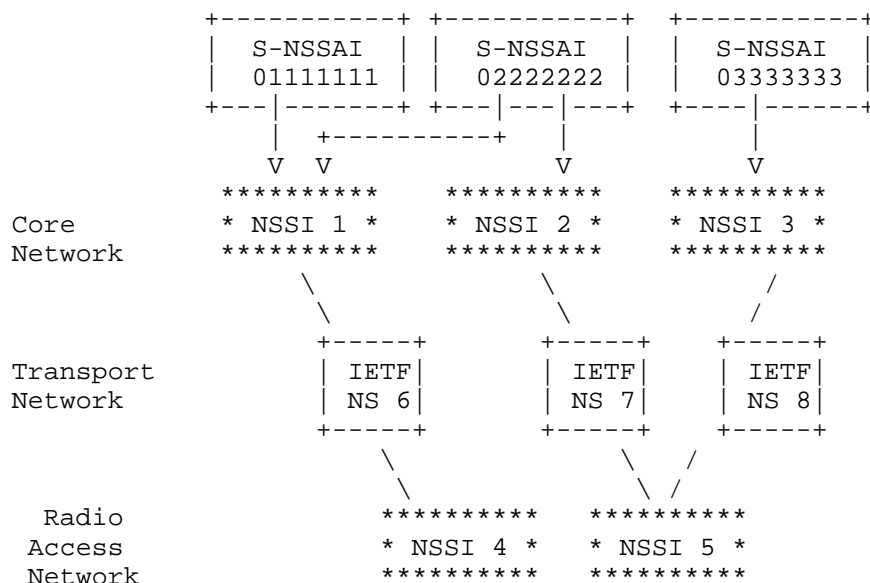 S-NSSAI S-NSSAI S-NSSAI
01111111 02222222 03333333
V V V V
********** ********** **********
Core * NSSI 1 * * NSSI 2 * * NSSI 3 *
Network ********** ********** **********
Transport IETF IETF IETF
Network NS 6 NS 7 NS 8
Radio ********** **********
Access * NSSI 4 * * NSSI 5 *
Network ********** **********